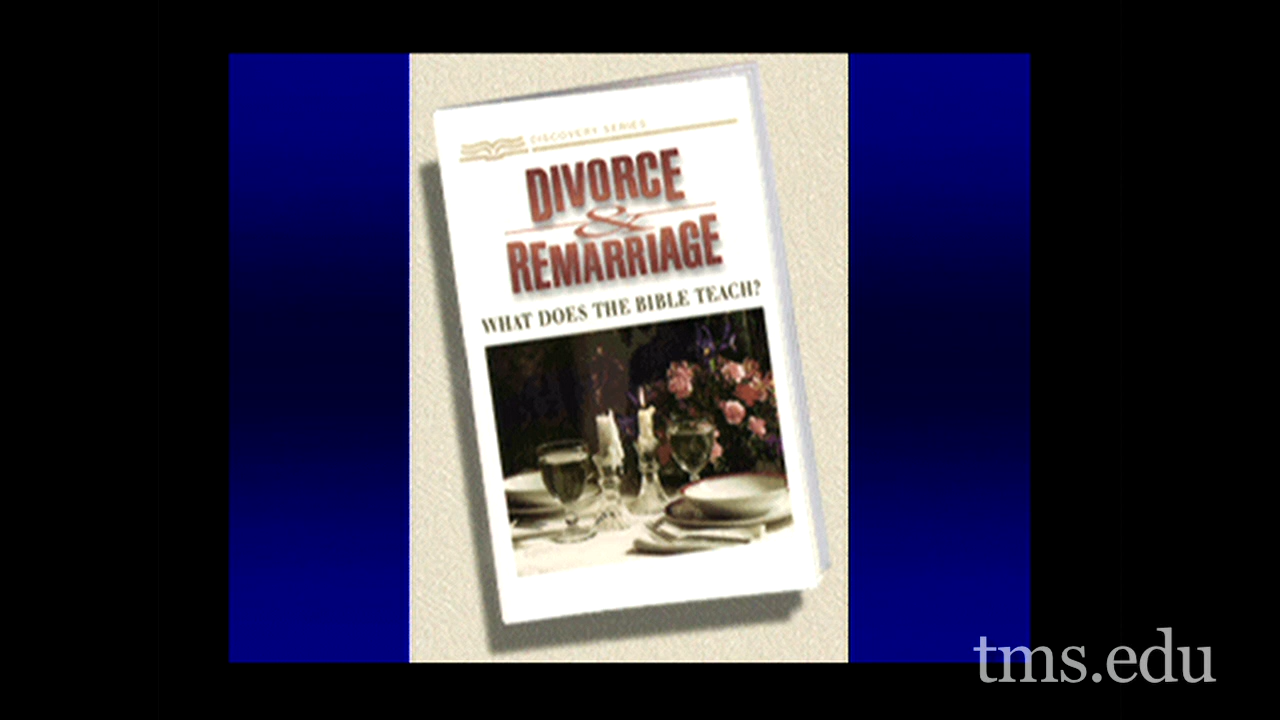 DISCOVERY SERIES
DIVORCE
&
REMARRIAGE
WHAT DOES THE BIBLE TEACH?
tms.edu